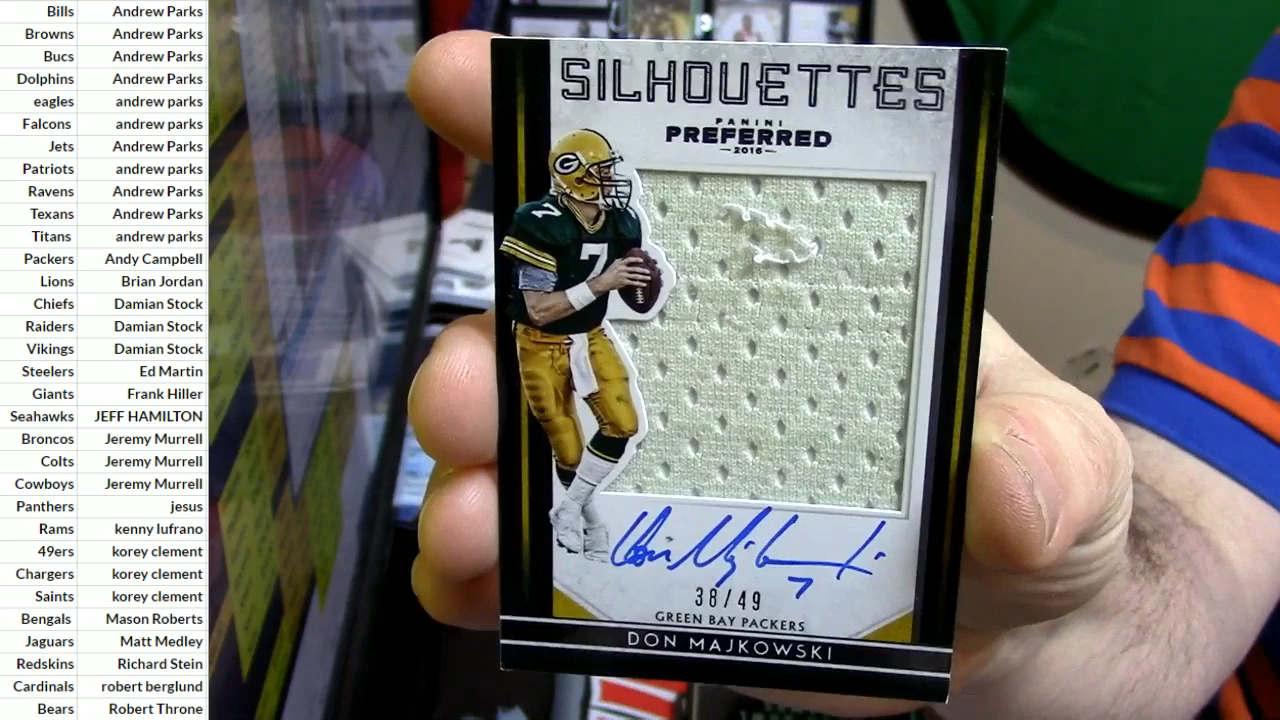 Bills Andrew Parks
Browns Andrew Parks
Bucs Andrew Parks
Dolphins Andrew Parks
eagles andrew parks
Falcons andrew parks
Jets Andrew Parks
Patriots andrew parks
Ravens Andrew Parks
Texans Andrew Parks
Titans andrew parks
Packers Andy Campbell
Lions Brian Jordan
Chiefs Damian Stock
Raiders Damian Stock
Vikings Damian Stock
Steelers Ed Martin
Giants Frank Hiller
Seahawks JEFF HAMILTON
Broncos Jeremy Murrell
Colts Jeremy Murrell
Cowboys Jeremy Murrell
Panthers jesus
Rams kenny lufrano
49ers korey clement
Chargers korey clement
Saints korey clement
Bengals Mason Roberts
Jaguars Matt Medley
Redskins Richard Stein
Cardinals robert berglund
Bears Robert Throne
SILHOUETTES
PANINI
PREFERRED
2016
G
7
7
Don Majkowski
7
38/49
GREEN BAY PACKERS
DON MAJKOWSKI